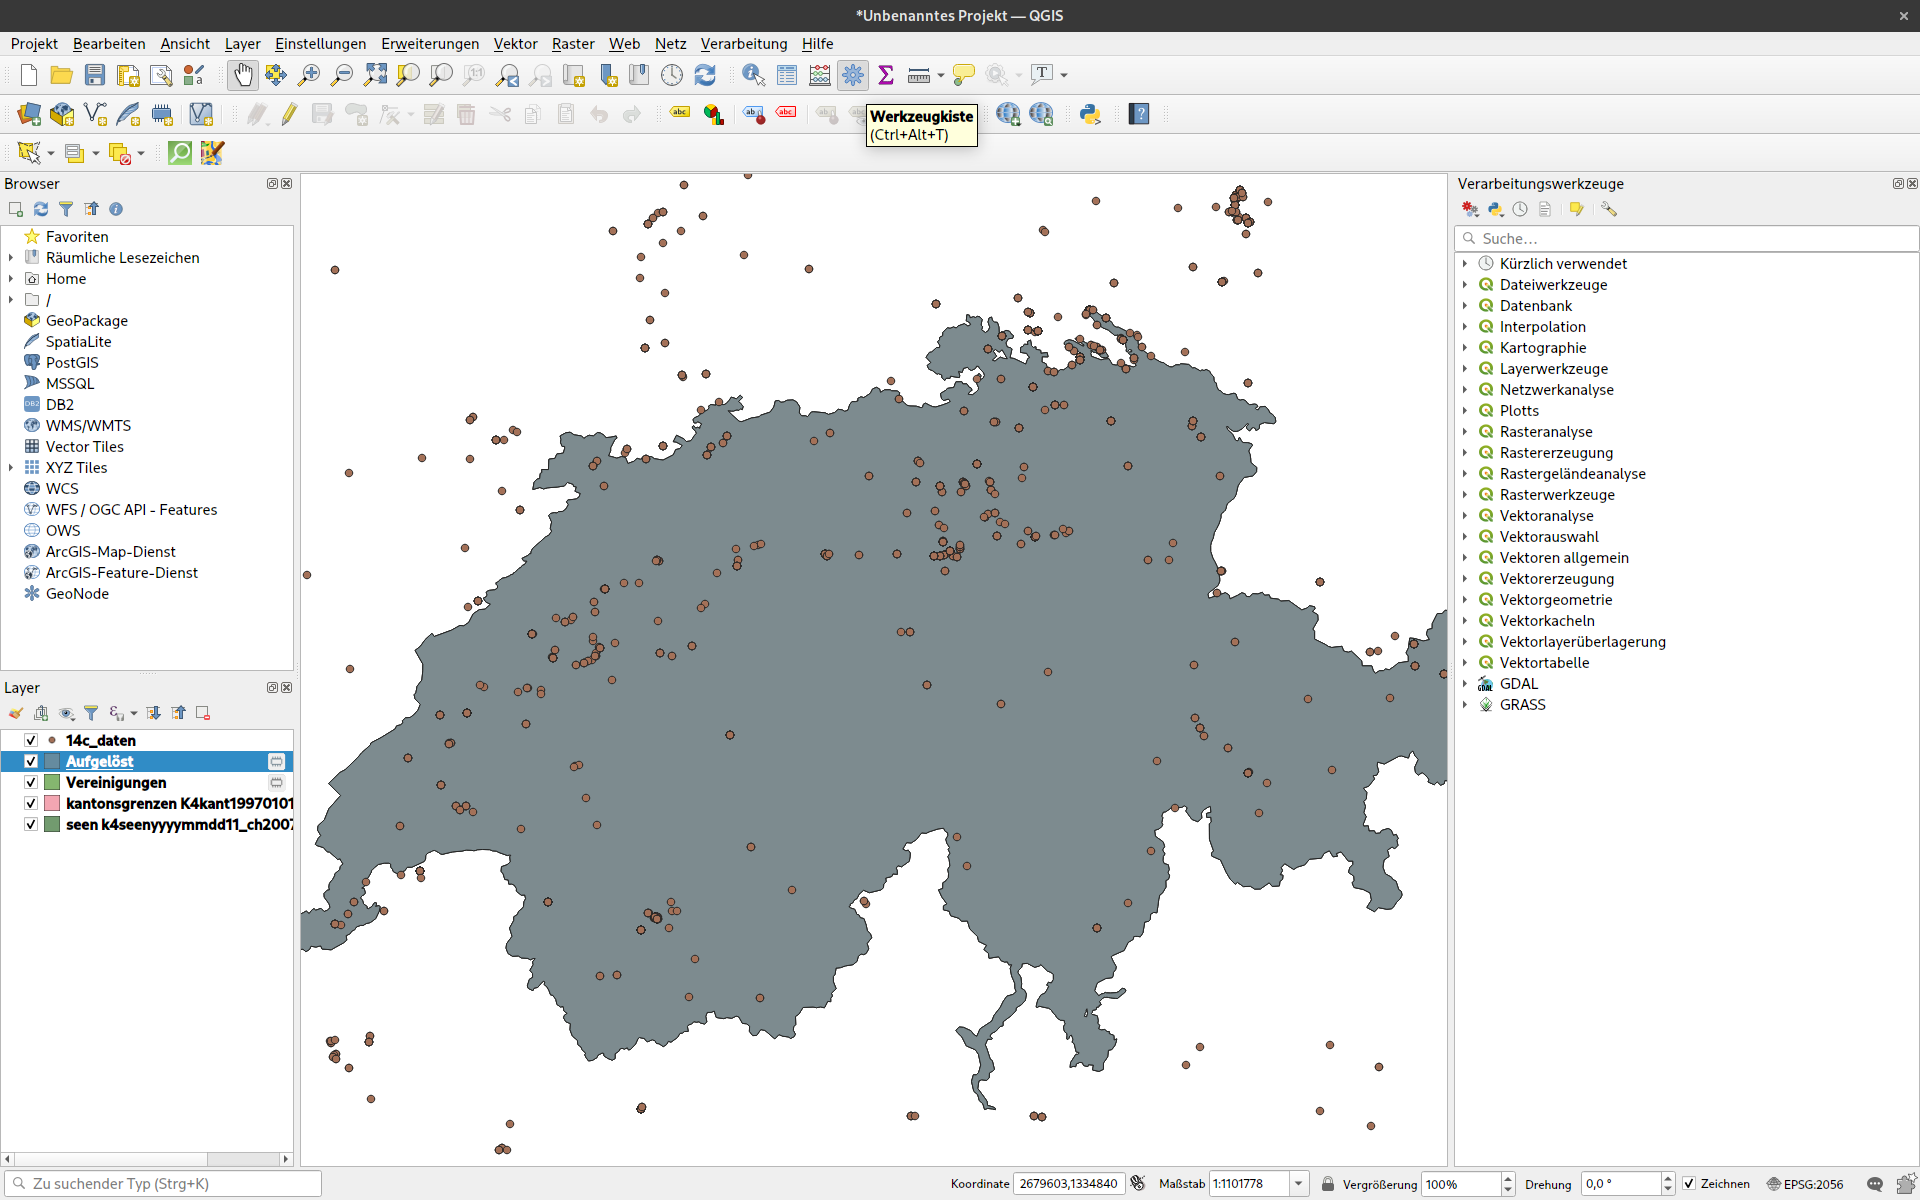 *Unbenanntes Projekt — QGIS
Projekt Bearbeiten Ansicht Layer Einstellungen Erweiterungen Vektor Raster Web Netz Verarbeitung Hilfe
Werkzeugkiste
(Ctrl+Alt+T)
Browser
Favoriten
Räumliche Lesezeichen
Home
/
GeoPackage
SpatiaLite
PostGIS
MSSQL
DB2
WMS/WMTS
Vector Tiles
XYZ Tiles
WCS
WFS / OGC API - Features
OWS
ArcGIS-Map-Dienst
ArcGIS-Feature-Dienst
GeoNode
Layer
14c_daten
Aufgelöst
Vereinigungen
kantonsgrenzen K4kant19970101
seen k4seenyyyymmdd11_ch2007
Verarbeitungswerkzeuge
Suche…
Kürzlich verwendet
Dateiwerkzeuge
Datenbank
Interpolation
Kartographie
Layerwerkzeuge
Netzwerkanalyse
Plotts
Rasteranalyse
Rastererzeugung
Rastergeländeanalyse
Rasterwerkzeuge
Vektoranalyse
Vektorauswahl
Vektoren allgemein
Vektorerzeugung
Vektorgeometrie
Vektorkacheln
Vektorlayerüberlagerung
Vektortabelle
GDAL
GRASS
Zu suchender Typ (Strg+K)
Koordinate 2679603,1334840 Maßstab 1:1101778 Vergrößerung 100% Drehung 0,0 ° Zeichnen EPSG:2056